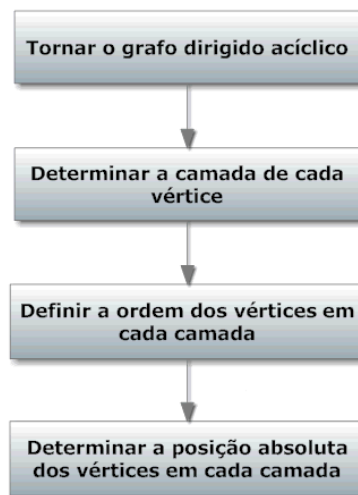 Tornar o grafo dirigido acíclico
Determinar a camada de cada
vértice
Definir a ordem dos vértices em
cada camada
Determinar a posição absoluta
dos vértices em cada camada